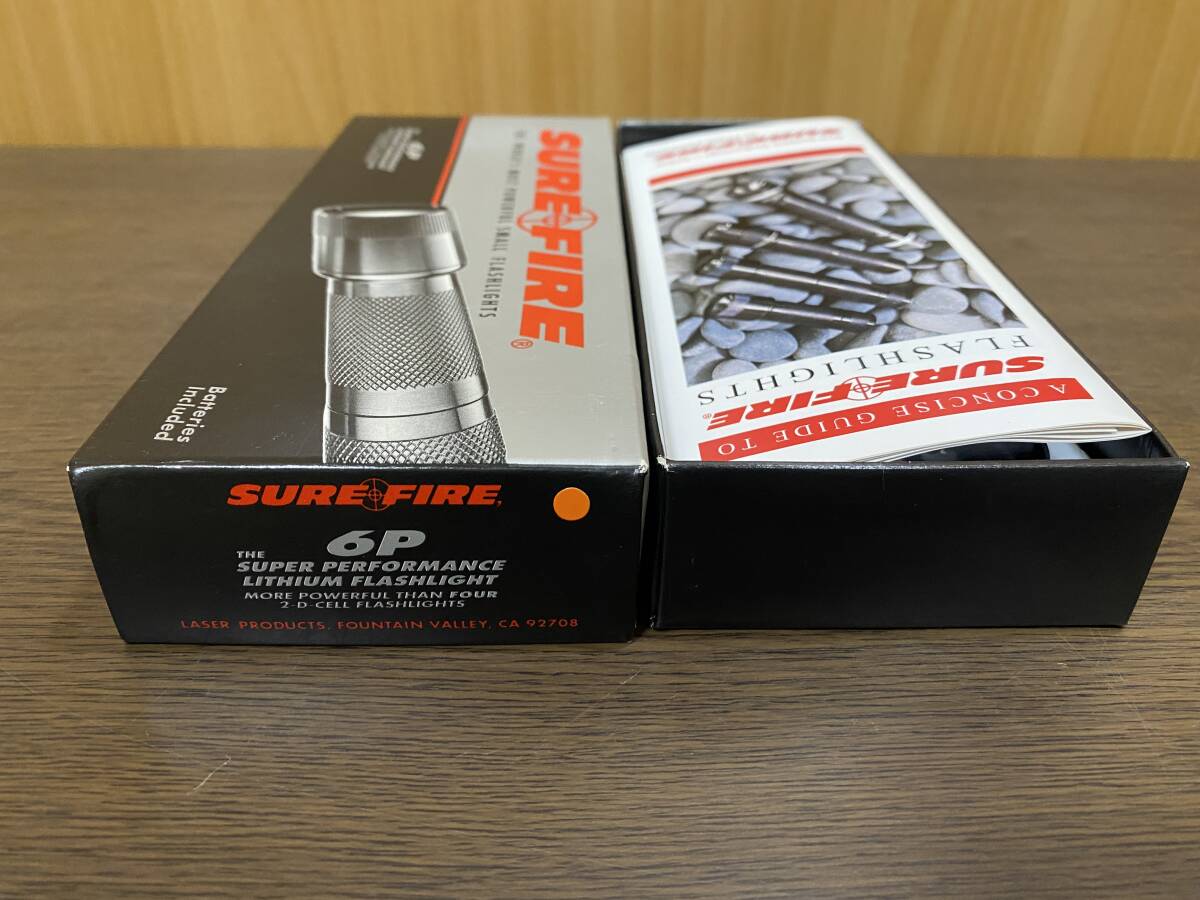 6P
SUREFIRE®
THE WORLD'S MOST POWERFUL SMALL FLASHLIGHTS
Batteries
Included
SUREFIRE
6P
THE
SUPER PERFORMANCE
LITHIUM FLASHLIGHT
MORE POWERFUL THAN FOUR
2-D-CELL FLASHLIGHTS
LASER PRODUCTS, FOUNTAIN VALLEY, CA 92708
A CONCISE GUIDE TO
SUREFIRE®
FLASHLIGHTS